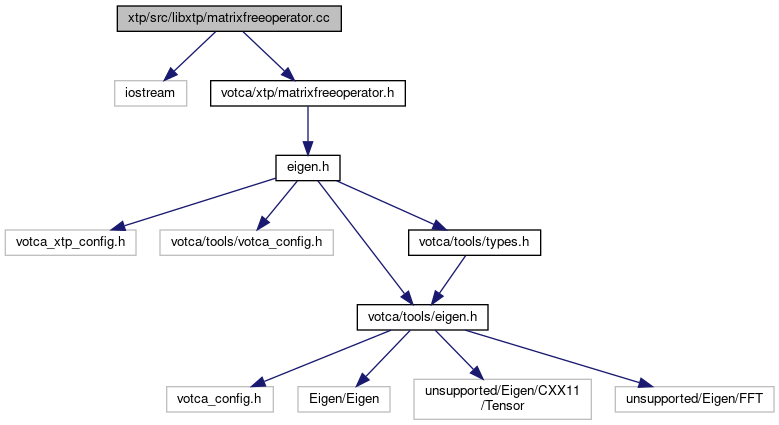 xtp/src/libxtp/matrixfreeoperator.cc
iostream
votca/xtp/matrixfreeoperator.h
eigen.h
votca_xtp_config.h
votca/tools/votca_config.h
votca/tools/types.h
votca/tools/eigen.h
votca_config.h
Eigen/Eigen
unsupported/Eigen/CXX11
/Tensor
unsupported/Eigen/FFT